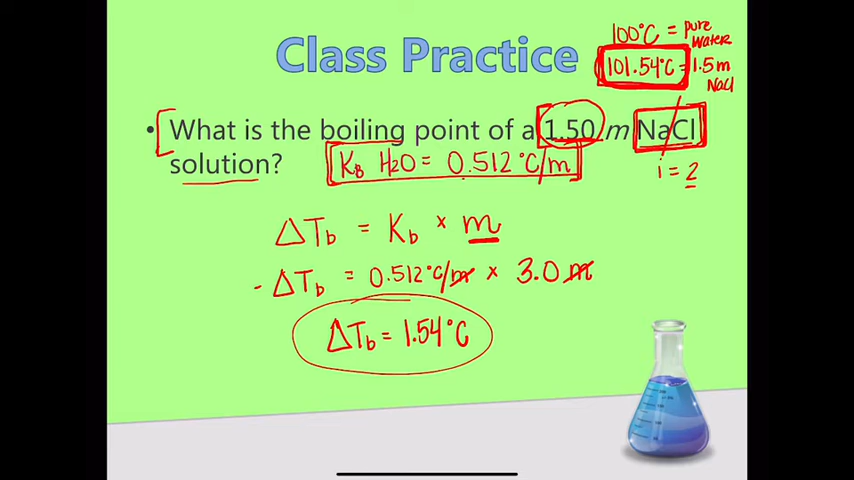 Class Practice
100°C = pure water
101.54°C = 1.5m NaCl
• What is the boiling point of a 1.50 m NaCl
solution?
KB H2O = 0.512 °C/m
i = 2
ΔTb = Kb × m
- ΔTb = 0.512°C/m × 3.0 m
ΔTb = 1.54°C